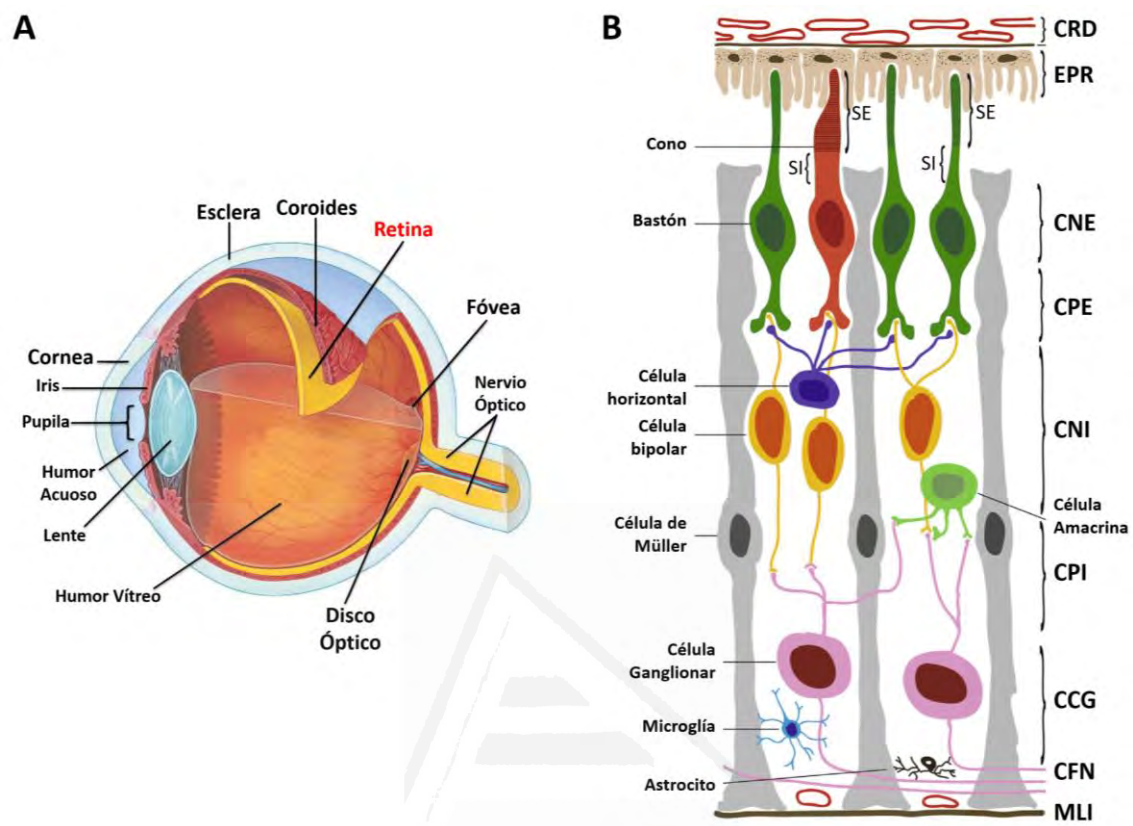 A
Esclera
Coroides
Retina
Fóvea
Cornea
Iris
Pupila
Nervio
Óptico
Humor
Acuoso
Lente
Humor Vítreo
Disco
Óptico
B
CRD
EPR
SE
SE
Cono
SI
SI
Bastón
CNE
CPE
Célula
horizontal
Célula
bipolar
CNI
Célula
Amacrina
Célula de
Müller
CPI
Célula
Ganglionar
CCG
Microglía
Astrocito
CFN
MLI